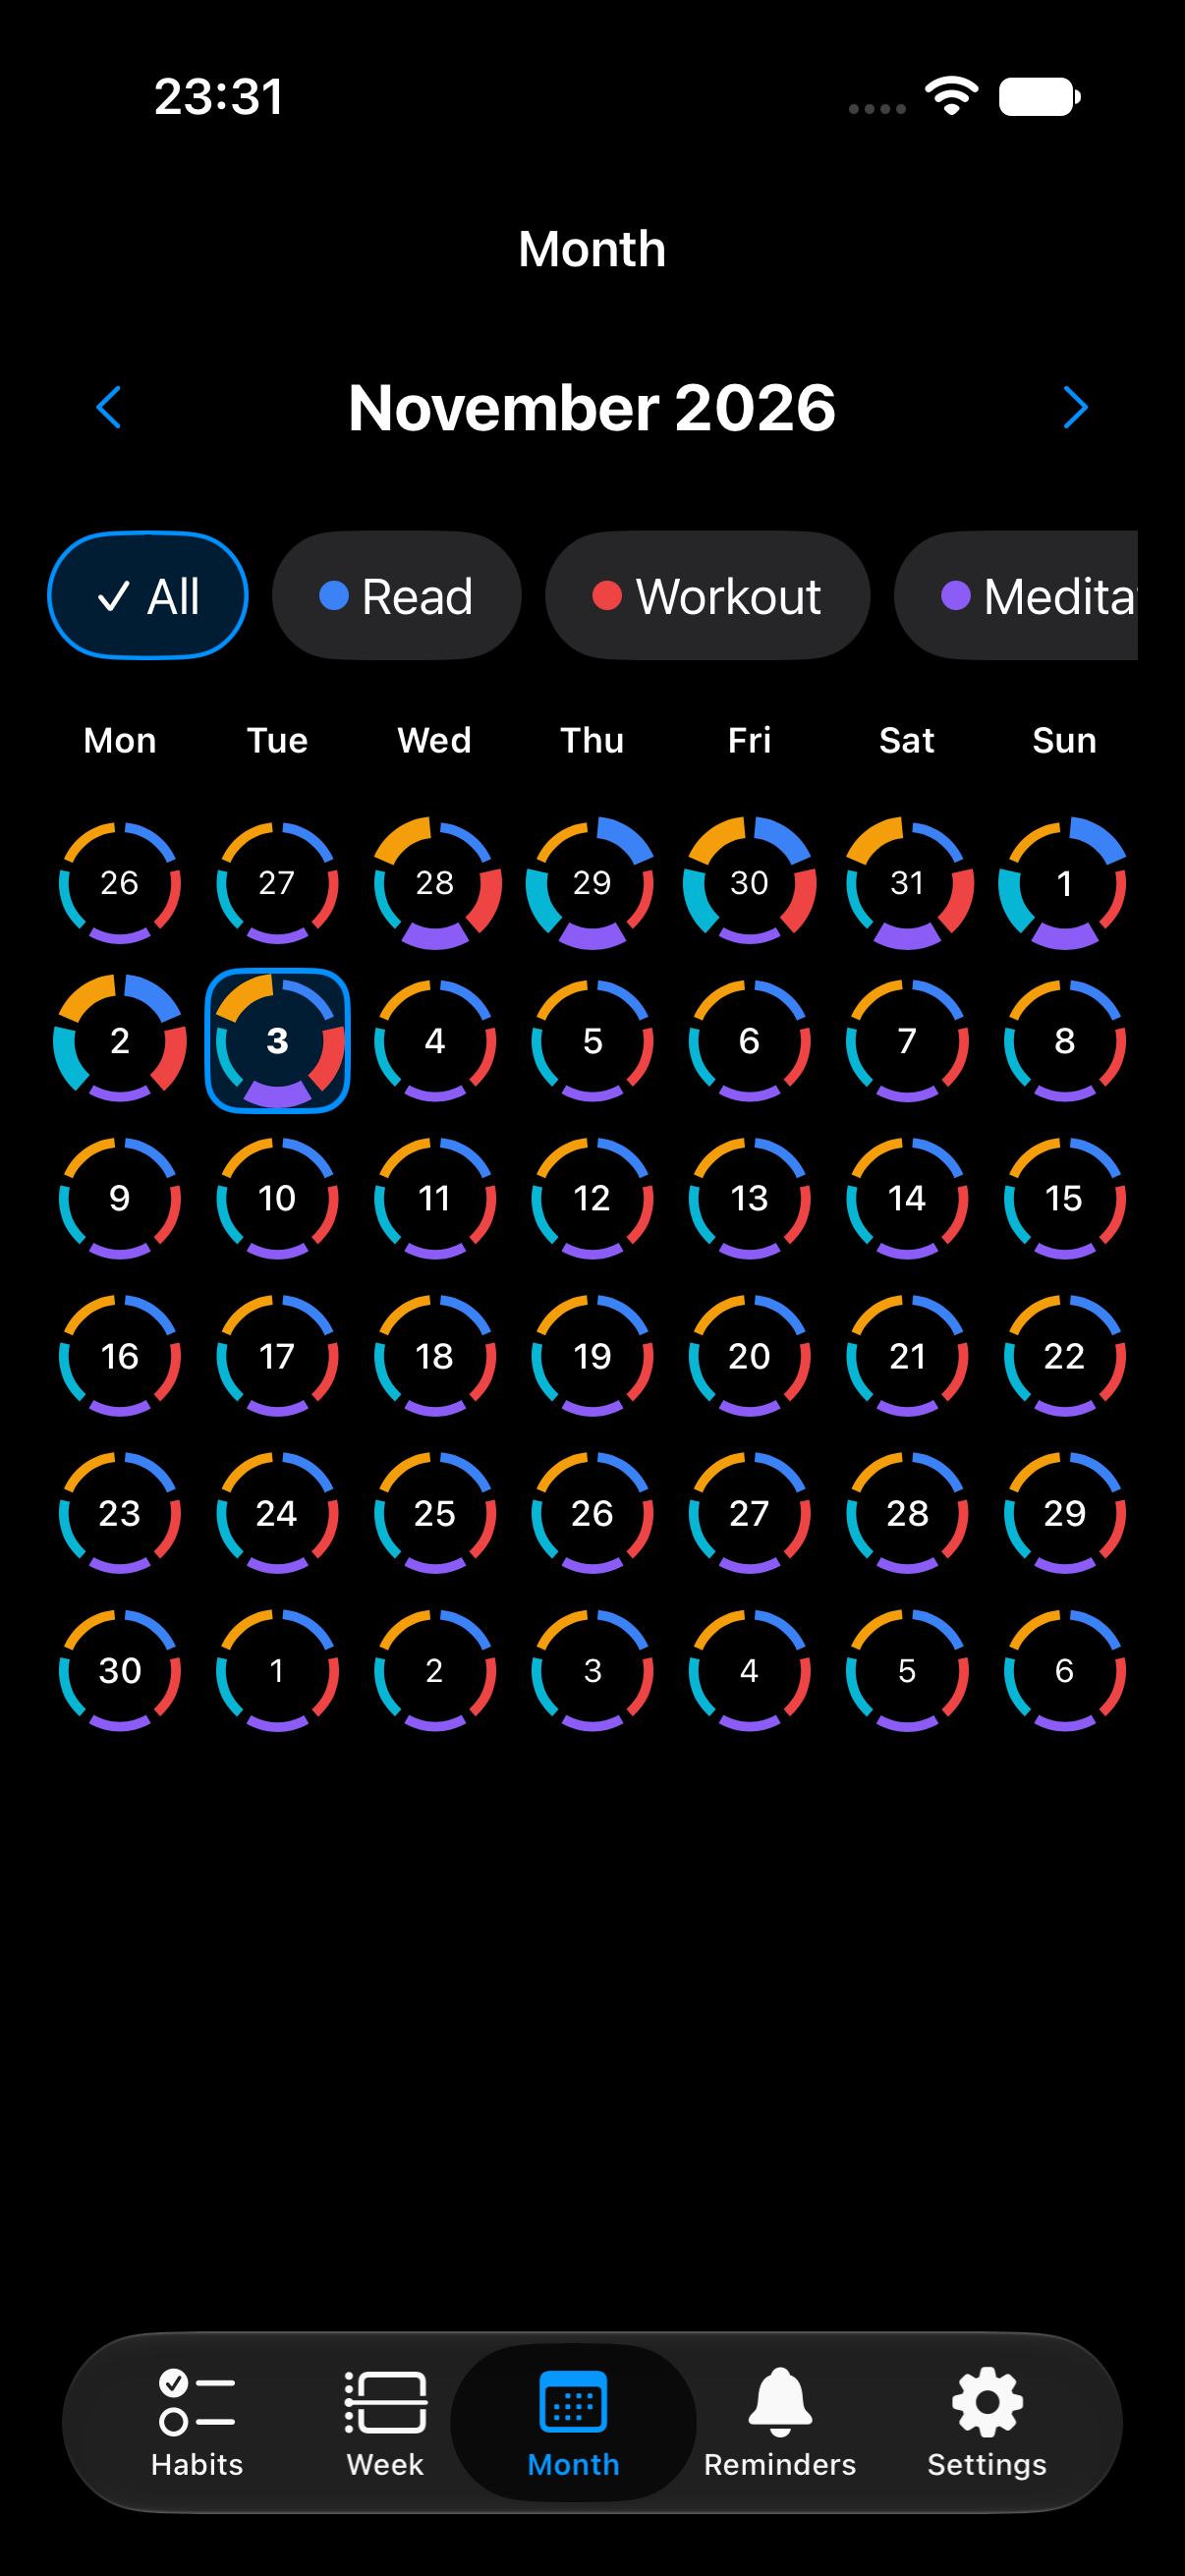 23:31
Month
November 2026
All Read Workout Medita
Mon Tue Wed Thu Fri Sat Sun
26 27 28 29 30 31 1
2 3 4 5 6 7 8
9 10 11 12 13 14 15
16 17 18 19 20 21 22
23 24 25 26 27 28 29
30 1 2 3 4 5 6
Habits Week Month Reminders Settings